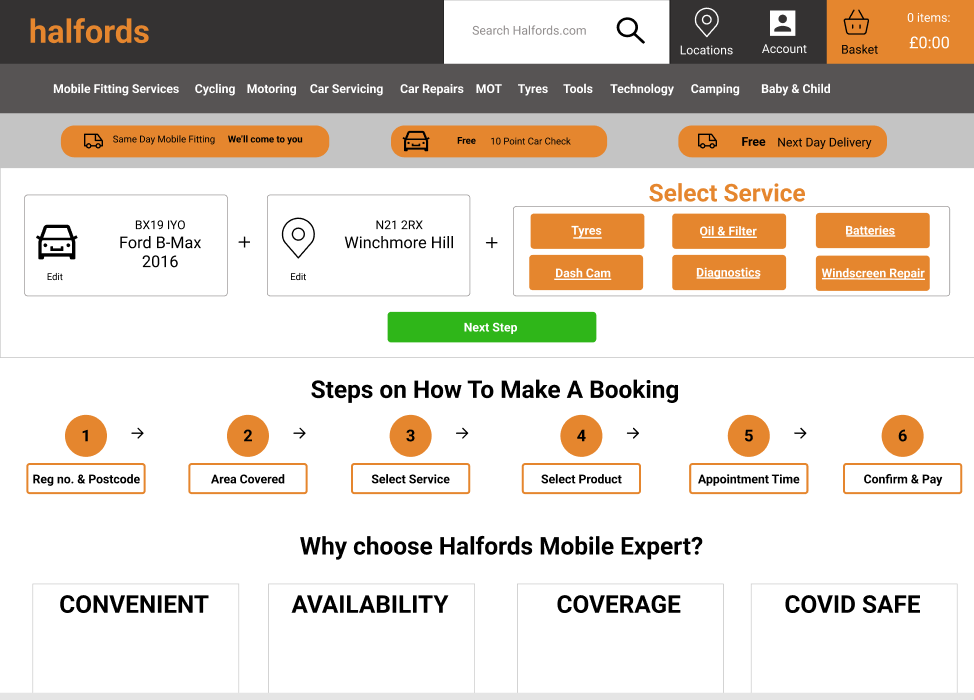 halfords
Search Halfords.com
Locations
Account
Basket
0 items:
£0:00
Mobile Fitting Services Cycling Motoring Car Servicing Car Repairs MOT Tyres Tools Technology Camping Baby & Child
Same Day Mobile Fitting We'll come to you
Free 10 Point Car Check
Free Next Day Delivery
BX19 IYO
Ford B-Max
2016
Edit
+
N21 2RX
Winchmore Hill
Edit
+
Select Service
Tyres Oil & Filter Batteries
Dash Cam Diagnostics Windscreen Repair
Next Step
Steps on How To Make A Booking
1 2 3 4 5 6
Reg no. & Postcode Area Covered Select Service Select Product Appointment Time Confirm & Pay
Why choose Halfords Mobile Expert?
CONVENIENT AVAILABILITY COVERAGE COVID SAFE